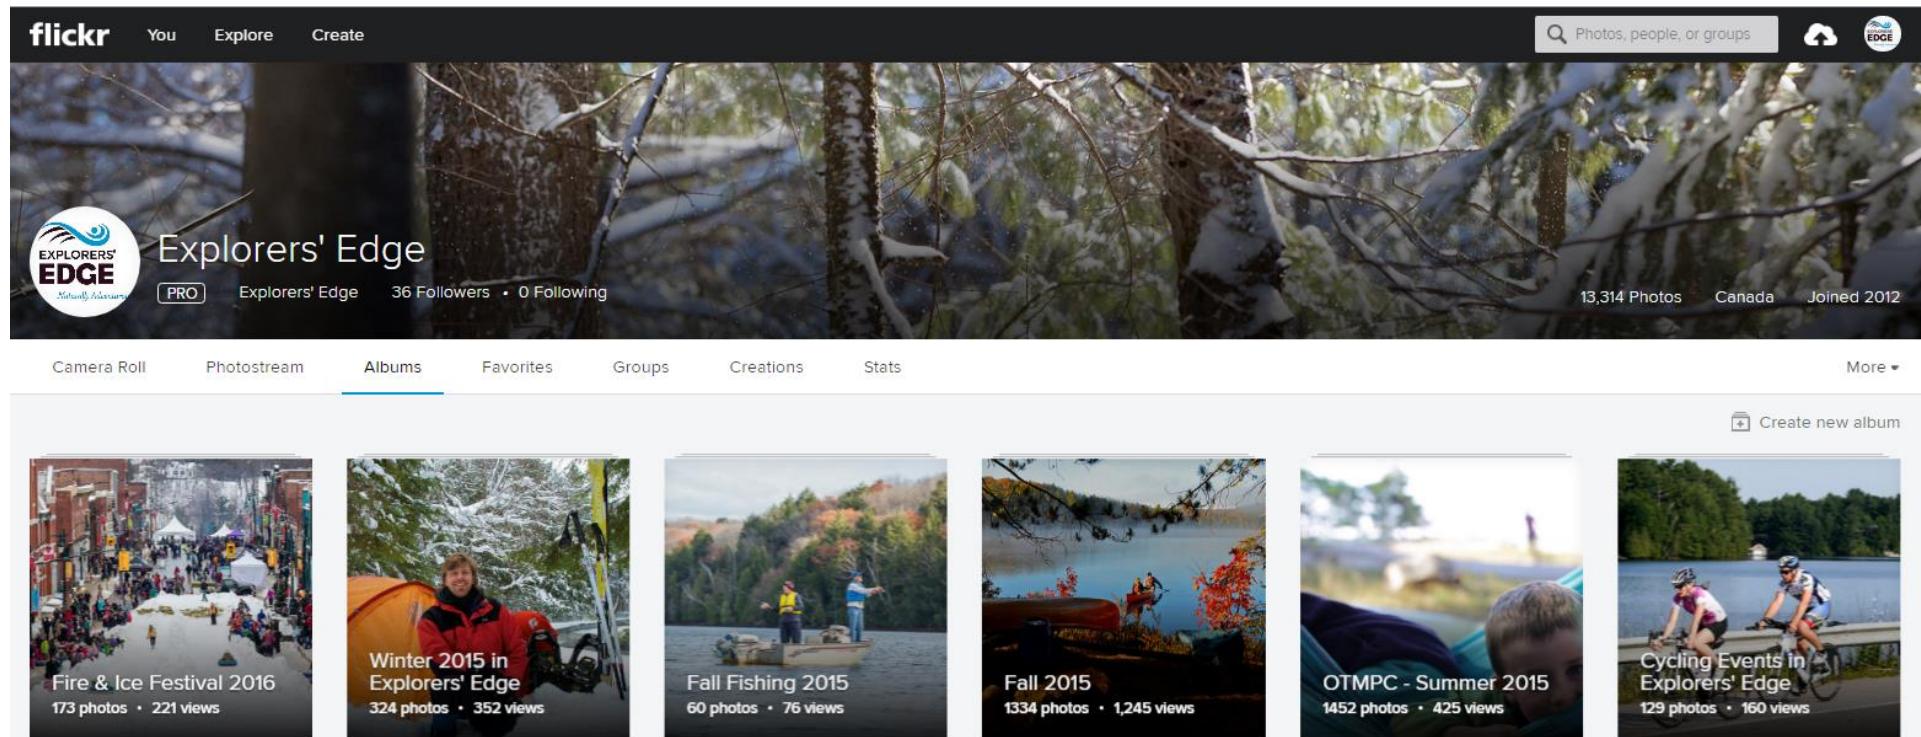 flickr You Explore Create Photos, people, or groups EXPLORERS' EDGE
EXPLORERS'
EDGE
Explorers' Edge
PRO Explorers' Edge 36 Followers • 0 Following 13,314 Photos Canada Joined 2012
Camera Roll Photostream Albums Favorites Groups Creations Stats More
Create new album
Fire & Ice Festival 2016
173 photos • 221 views
Winter 2015 in
Explorers' Edge
324 photos • 352 views
Fall Fishing 2015
60 photos • 76 views
Fall 2015
1334 photos • 1,245 views
OTMPC - Summer 2015
1452 photos • 425 views
Cycling Events in
Explorers' Edge
129 photos • 160 views